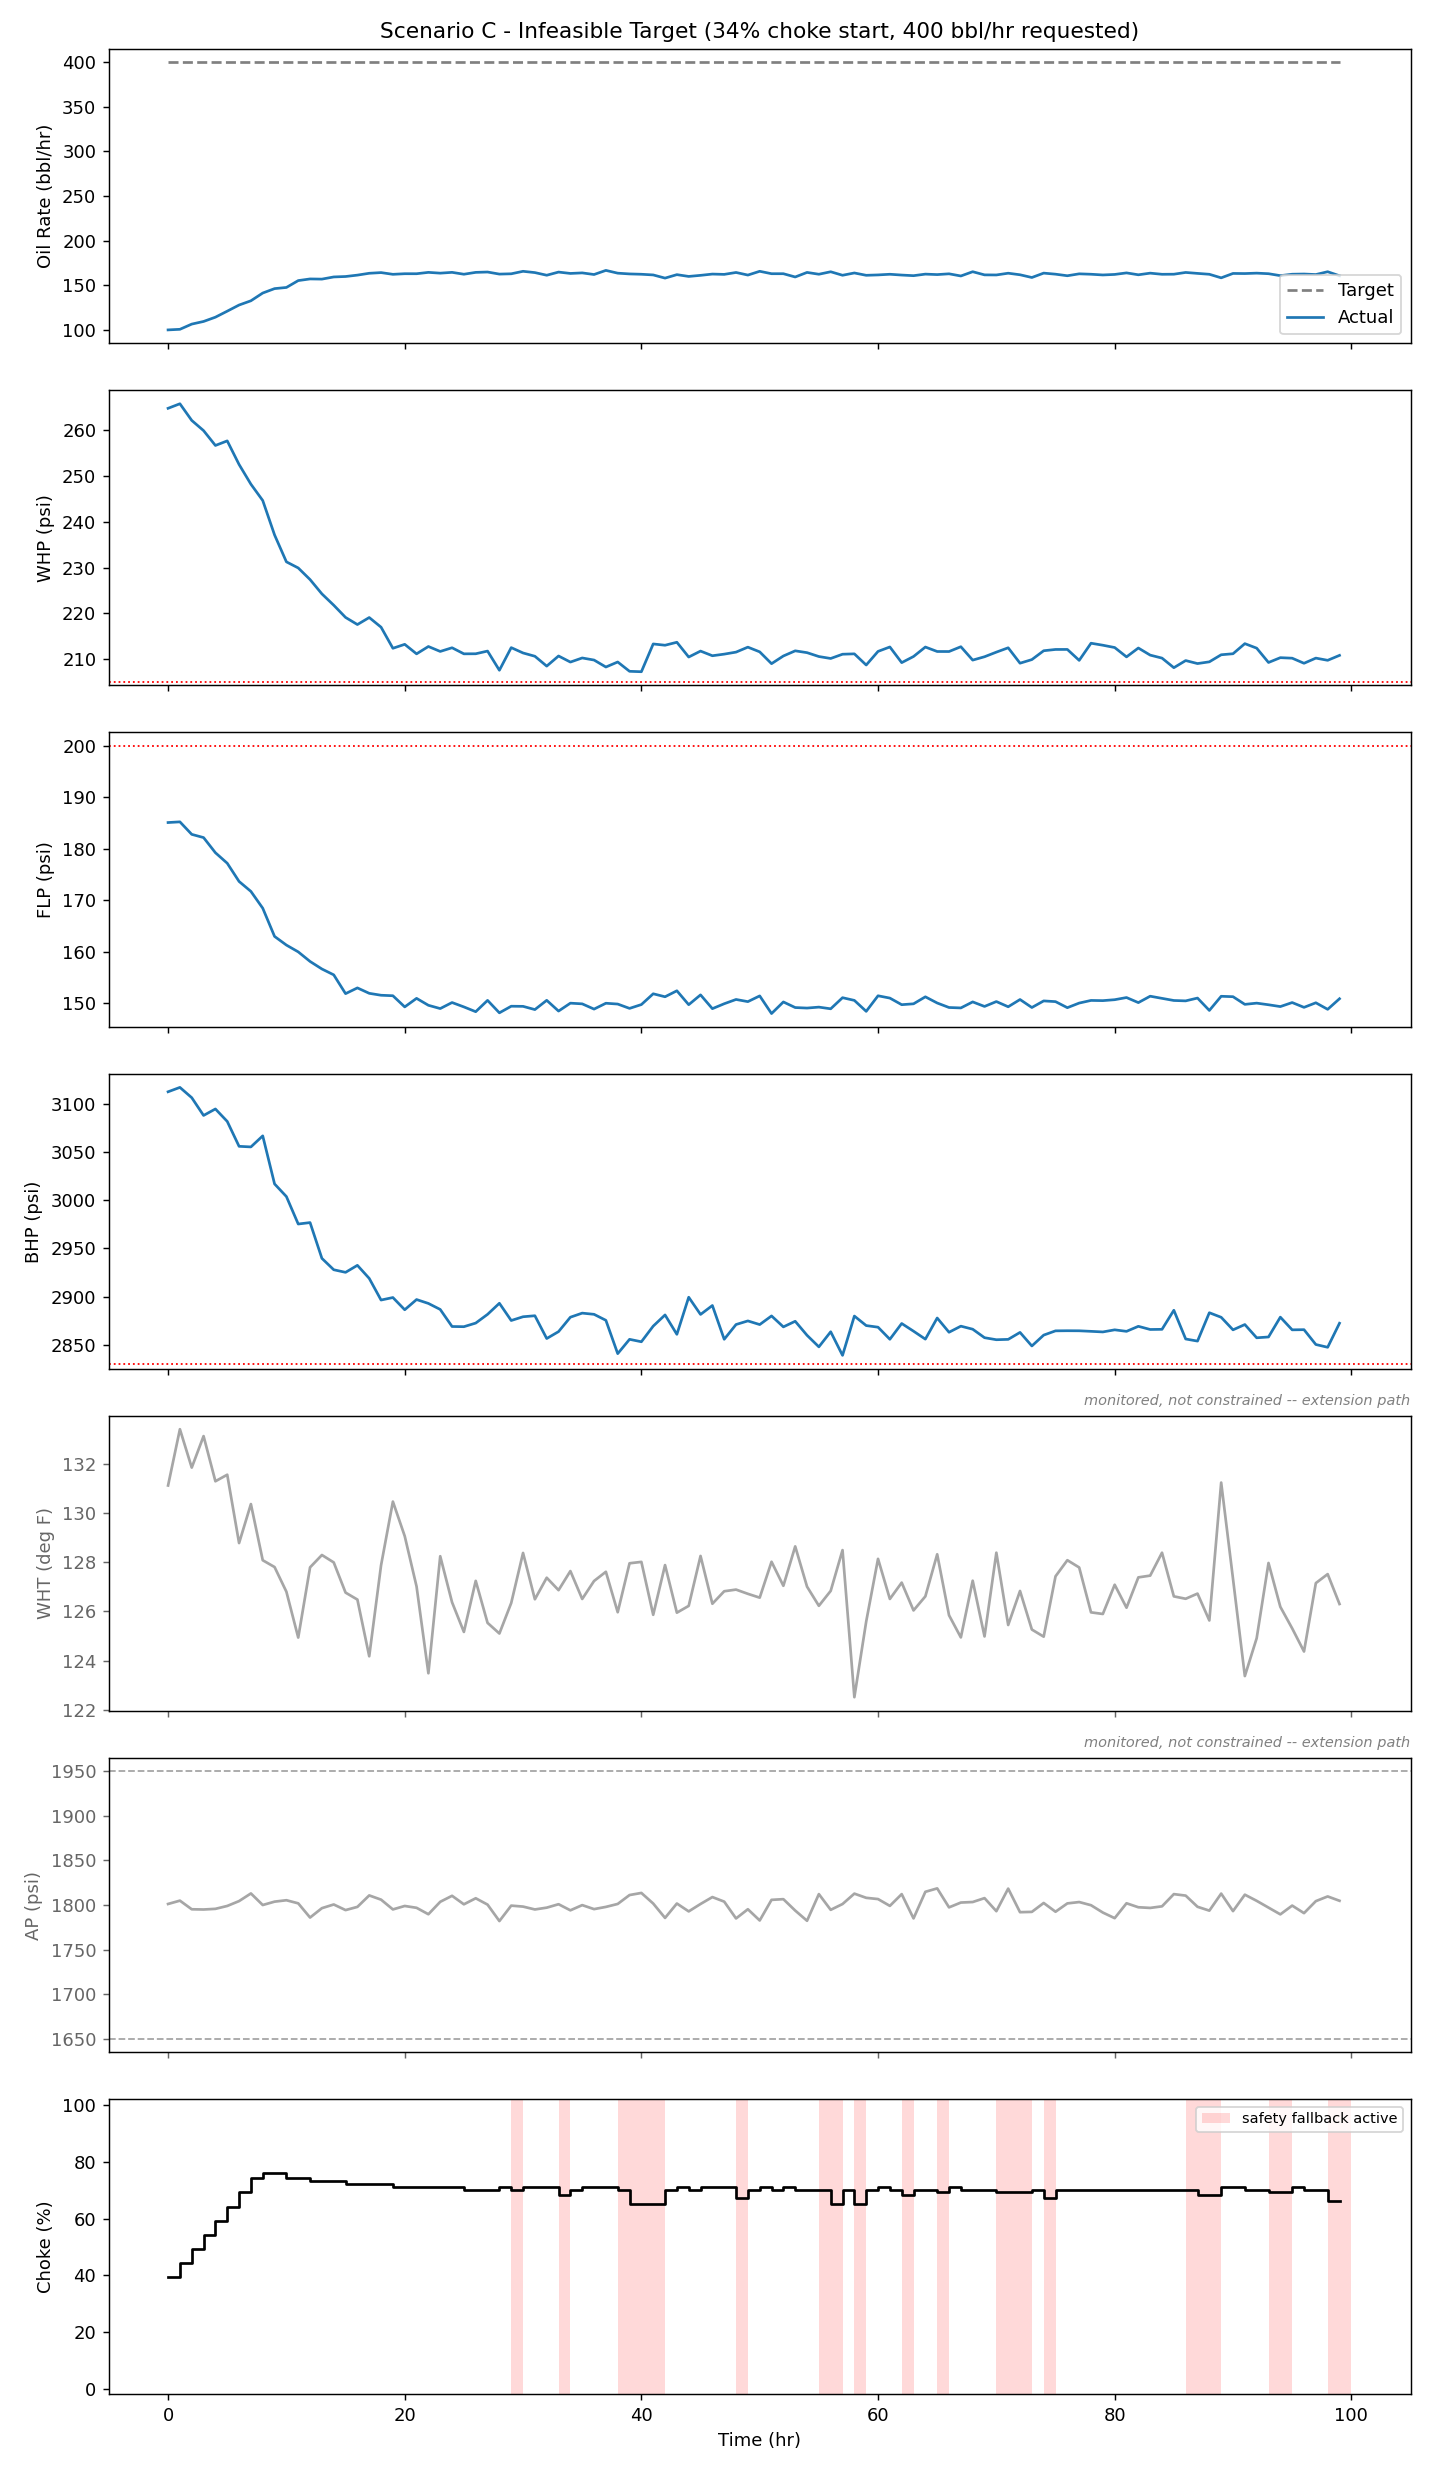 Scenario C - Infeasible Target (34% choke start, 400 bbl/hr requested)
Oil Rate (bbl/hr)
400
350
300
250
200
150
100
Target
Actual
WHP (psi)
260
250
240
230
220
210
FLP (psi)
200
190
180
170
160
150
BHP (psi)
3100
3050
3000
2950
2900
2850
monitored, not constrained -- extension path
WHT (deg F)
132
130
128
126
124
122
monitored, not constrained -- extension path
AP (psi)
1950
1900
1850
1800
1750
1700
1650
Choke (%)
100
80
60
40
20
0
safety fallback active
0 20 40 60 80 100
Time (hr)